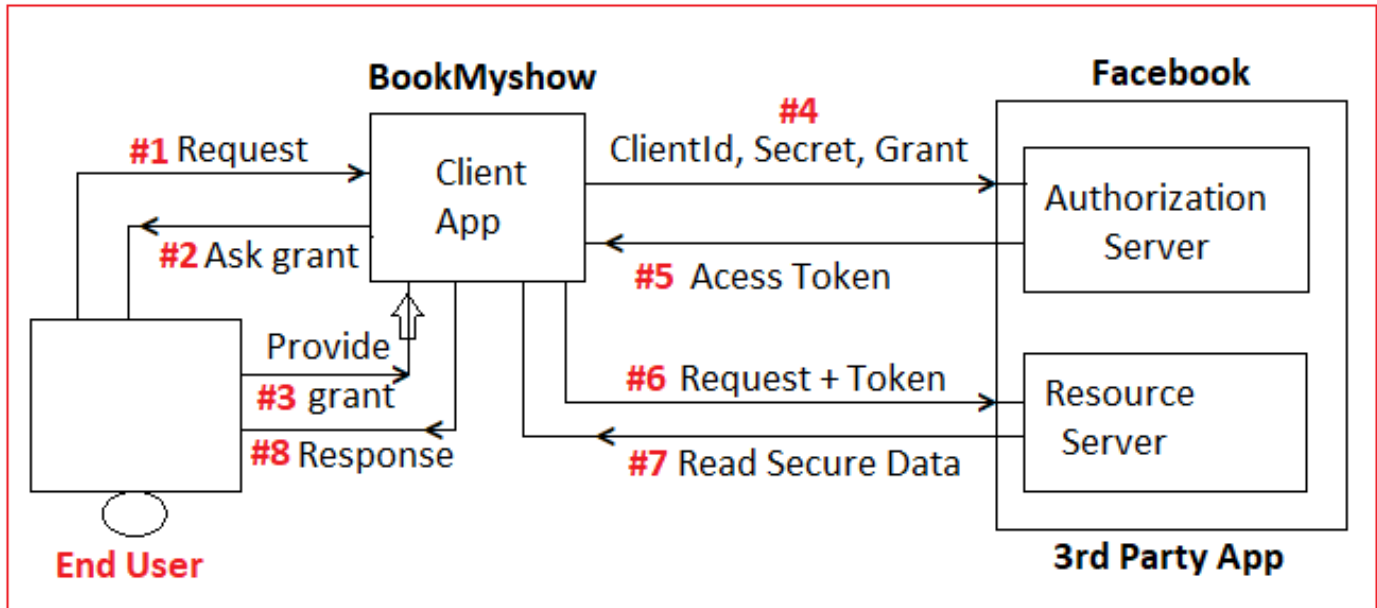 BookMyshow
Facebook
#1 Request
Client
App
#4
ClientId, Secret, Grant
Authorization
Server
#2 Ask grant
#5 Acess Token
Provide
#3 grant
#8 Response
#6 Request + Token
Resource
Server
#7 Read Secure Data
End User
3rd Party App